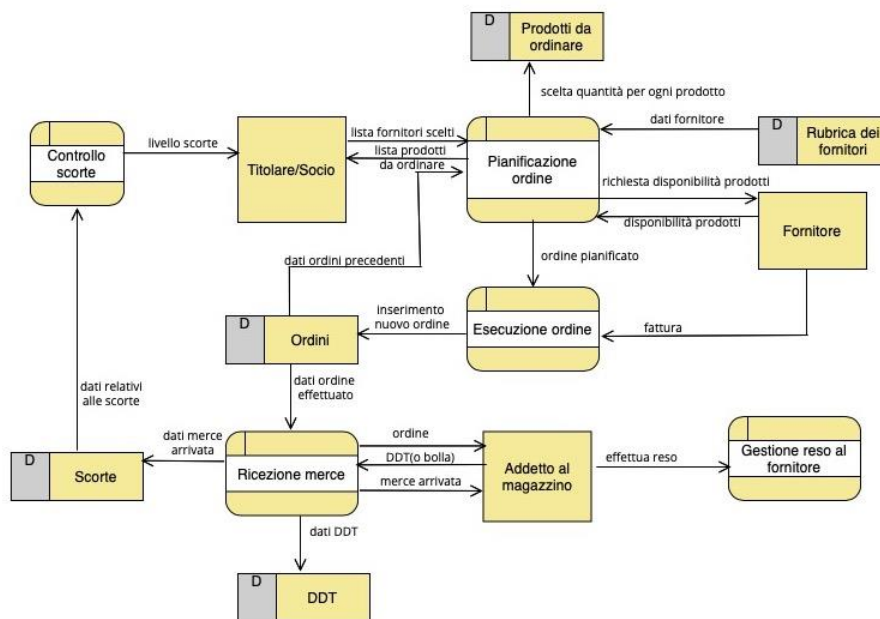 D
Prodotti da
ordinare
scelta quantità per ogni prodotto
Controllo
scorte
livello scorte
Titolare/Socio
lista fornitori scelti
lista prodotti
da ordinare
Pianificazione
ordine
dati fornitore
D
Rubrica dei
fornitori
richiesta disponibilità prodotti
disponibilità prodotti
Fornitore
dati ordini precedenti
ordine pianificato
D
Ordini
inserimento
nuovo ordine
Esecuzione ordine
fattura
dati relativi
alle scorte
dati ordine
effettuato
D
Scorte
dati merce
arrivata
Ricezione merce
ordine
DDT(o bolla)
merce arrivata
Addetto al
magazzino
effettua reso
Gestione reso al
fornitore
dati DDT
D
DDT